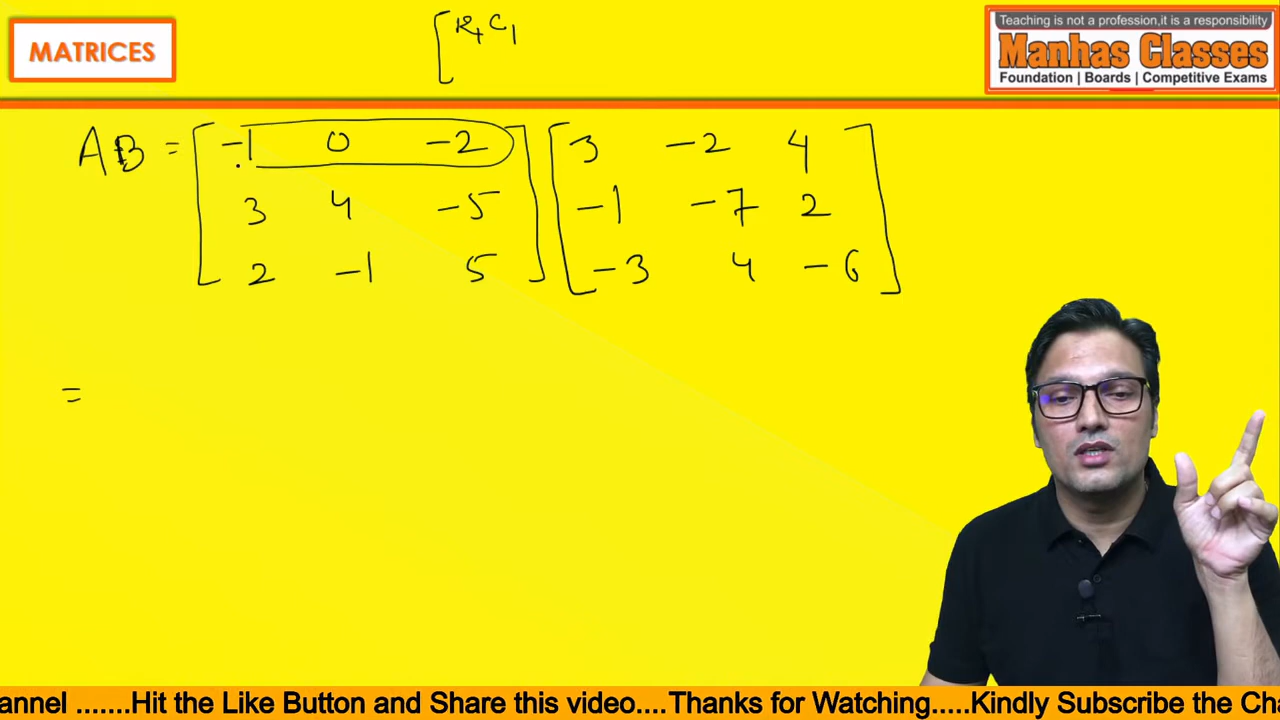 MATRICES
[R₁C₁
Teaching is not a profession,it is a responsibility
Manhas Classes
Foundation | Boards | Competitive Exams
AB = [ -1 0 -2 ] [ 3 -2 4 ]
3 4 -5 -1 -7 2
2 -1 5 -3 4 -6
=
annel .......Hit the Like Button and Share this video....Thanks for Watching.....Kindly Subscribe the Cha